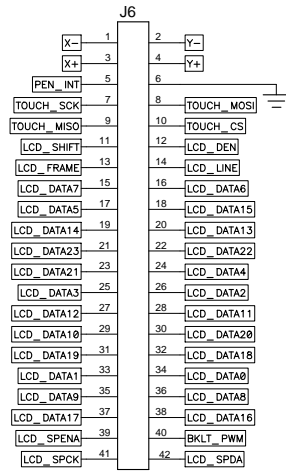 J6
X- 1 2 Y-
X+ 3 4 Y+
PEN_INT 5 6
TOUCH_SCK 7 8 TOUCH_MOSI
TOUCH_MISO 9 10 TOUCH_CS
LCD_SHIFT 11 12 LCD_DEN
LCD_FRAME 13 14 LCD_LINE
LCD_DATA7 15 16 LCD_DATA6
LCD_DATA5 17 18 LCD_DATA15
LCD_DATA14 19 20 LCD_DATA13
LCD_DATA23 21 22 LCD_DATA22
LCD_DATA21 23 24 LCD_DATA4
LCD_DATA3 25 26 LCD_DATA2
LCD_DATA12 27 28 LCD_DATA11
LCD_DATA10 29 30 LCD_DATA20
LCD_DATA19 31 32 LCD_DATA18
LCD_DATA1 33 34 LCD_DATA0
LCD_DATA9 35 36 LCD_DATA8
LCD_DATA17 37 38 LCD_DATA16
LCD_SPENA 39 40 BKLT_PWM
LCD_SPCK 41 42 LCD_SPDA